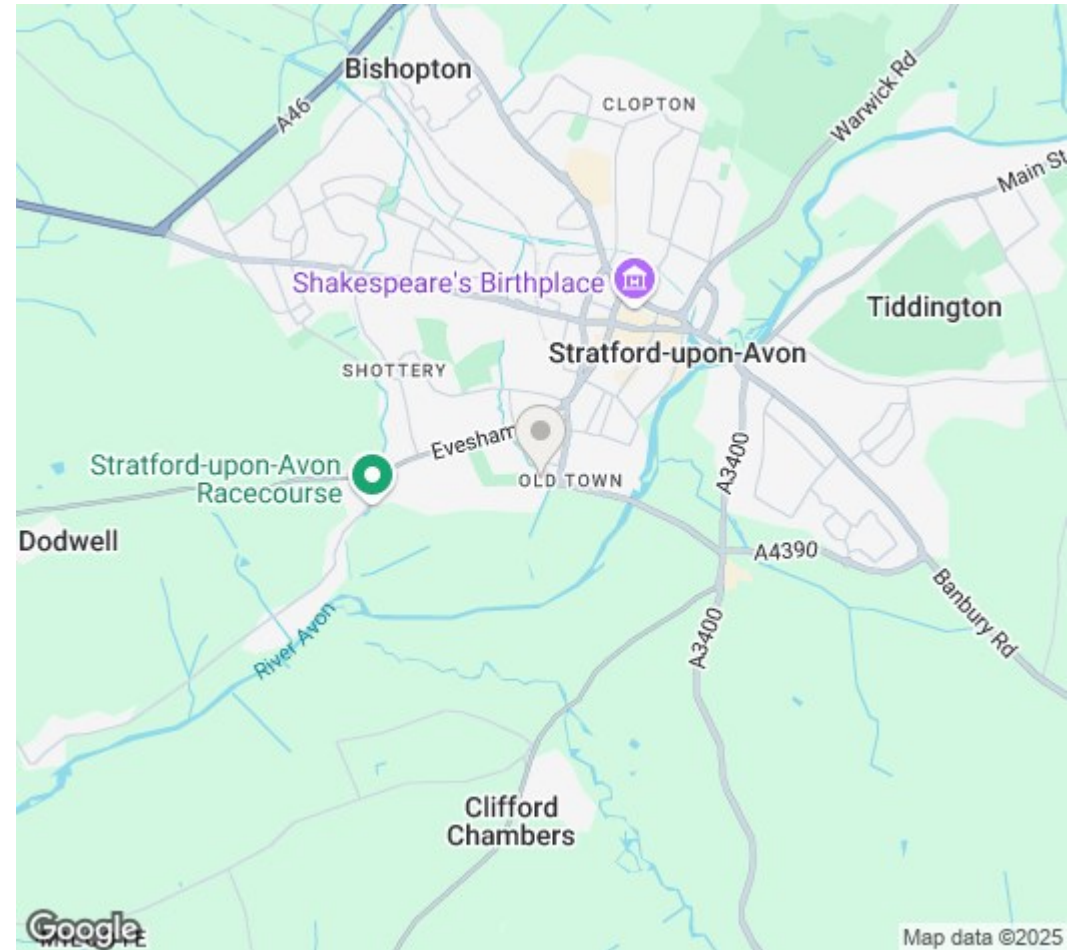 Bishopton
A46
CLOPTON
Warwick Rd
Main St
Shakespeare's Birthplace
Tiddington
Stratford-upon-Avon
SHOTTERY
Evesham
A3400
Stratford-upon-Avon
Racecourse
OLD TOWN
Dodwell
A4390
Banbury Rd
River Avon
A3400
Clifford
Chambers
Google
Map data ©2025